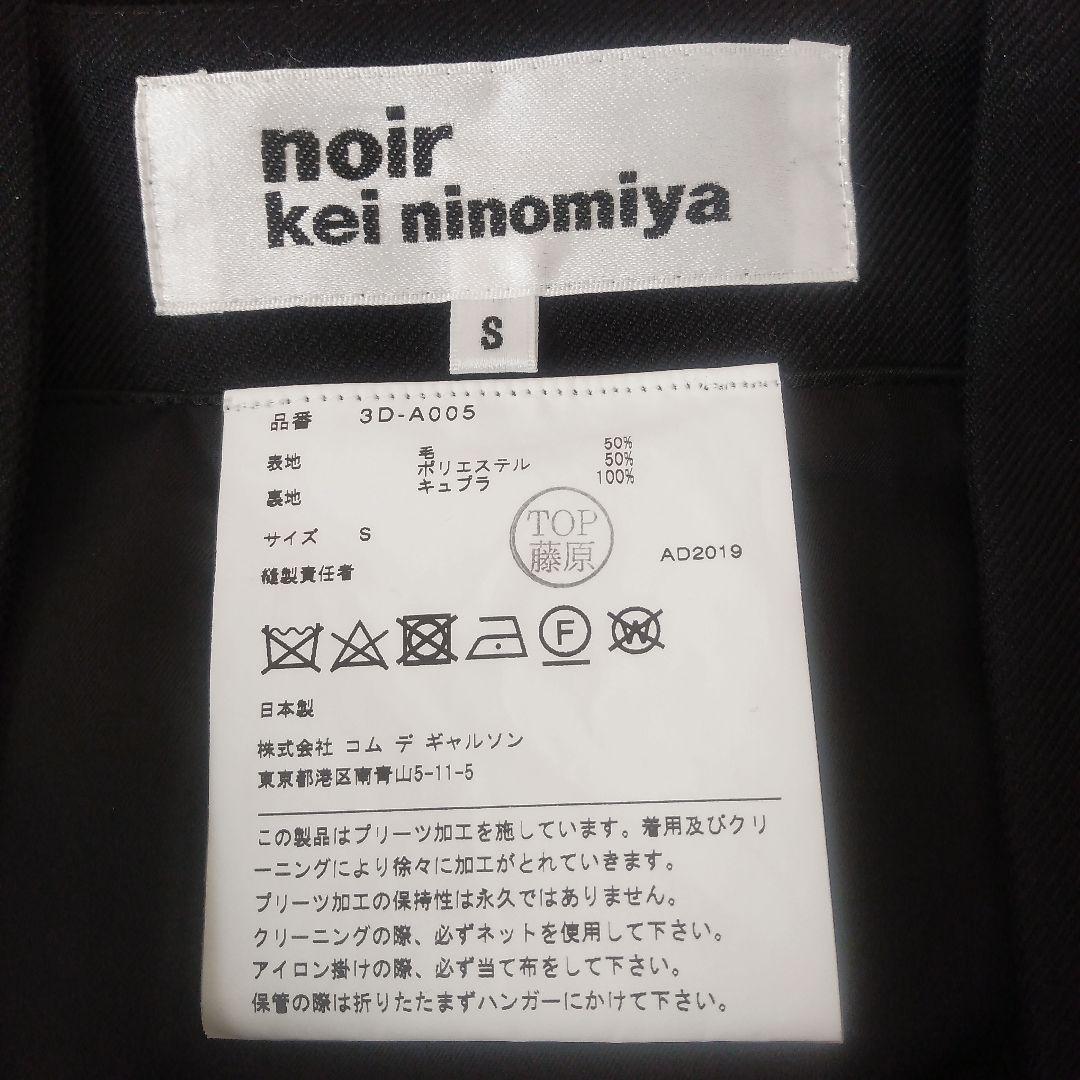 noir
kei ninomiya
S
品番 3D-A005
表地 毛 50%
ポリエステル 50%
裏地 キュプラ 100%
サイズ S
TOP
藤原
AD2019
縫製責任者
F
W
日本製
株式会社 コム デ ギャルソン
東京都港区南青山5-11-5
この製品はプリーツ加工を施しています。着用及びクリ
ーニングにより徐々に加工がとれていきます。
プリーツ加工の保持性は永久ではありません。
クリーニングの際、必ずネットを使用して下さい。
アイロン掛けの際、必ず当て布をして下さい。
保管の際は折りたたまずハンガーにかけて下さい。